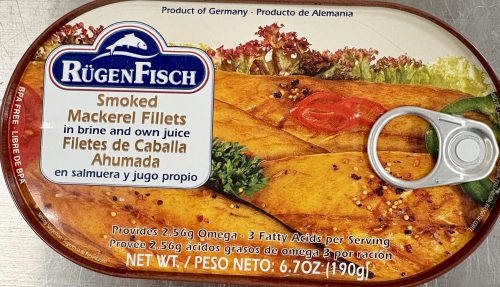 Product of Germany · Producto de Alemania
RÜGENFISCH
Smoked
Mackerel Fillets
in brine and own juice
Filetes de Caballa
Ahumada
en salmuera y jugo propio
BPA FREE · LIBRE DE BPA
Provides 2,56g Omega - 3 Fatty Acids per Serving
Provée 2,56g ácidos grasos de omega 3 por ración
NET WT. / PESO NETO: 6.7OZ (190g)